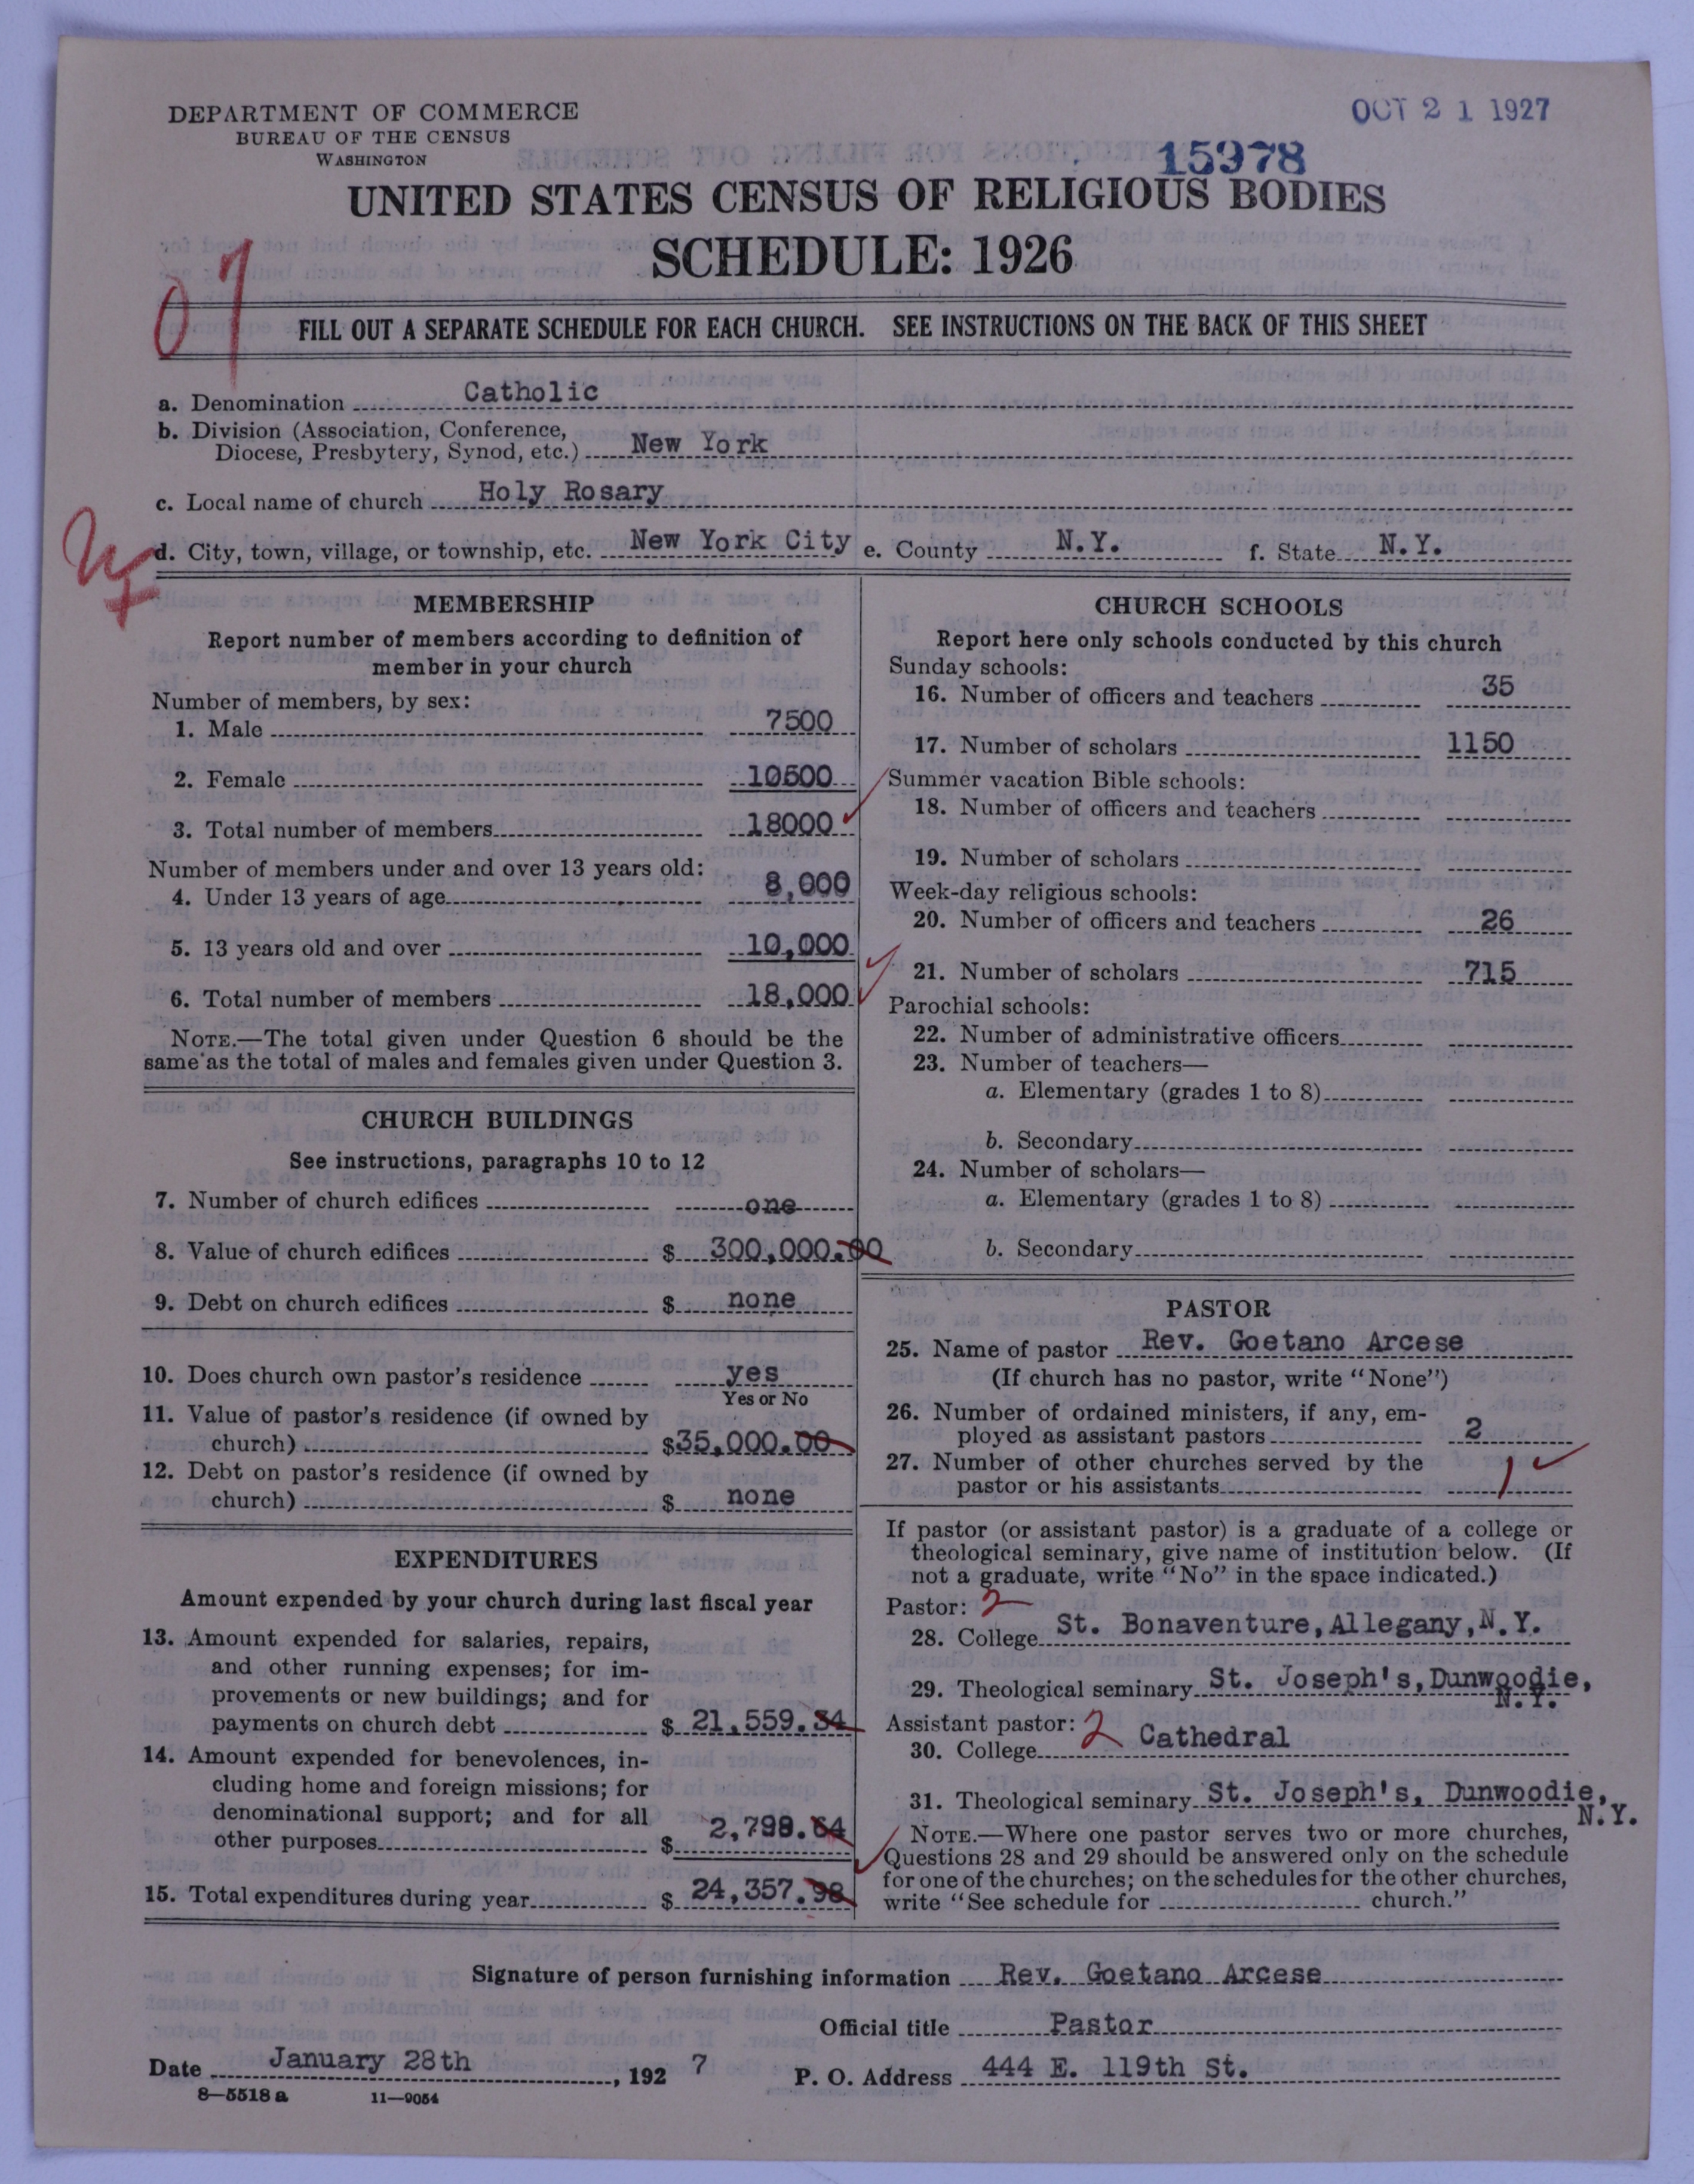 DEPARTMENT OF COMMERCE
BUREAU OF THE CENSUS
WASHINGTON
OCT 21 1927
15978
UNITED STATES CENSUS OF RELIGIOUS BODIES
SCHEDULE: 1926
07
FILL OUT A SEPARATE SCHEDULE FOR EACH CHURCH. SEE INSTRUCTIONS ON THE BACK OF THIS SHEET
a. Denomination Catholic
b. Division (Association, Conference,
Diocese, Presbytery, Synod, etc.) New York
c. Local name of church Holy Rosary
d. City, town, village, or township, etc. New York City e. County N.Y. f. State N.Y.
MEMBERSHIP
Report number of members according to definition of
member in your church
Number of members, by sex:
1. Male 7500
2. Female 10500
3. Total number of members 18000
Number of members under and over 13 years old:
4. Under 13 years of age 8,000
5. 13 years old and over 10,000
6. Total number of members 18,000
NOTE.—The total given under Question 6 should be the
same as the total of males and females given under Question 3.
CHURCH BUILDINGS
See instructions, paragraphs 10 to 12
7. Number of church edifices one
8. Value of church edifices $ 300,000.00
9. Debt on church edifices $ none
10. Does church own pastor's residence yes
Yes or No
11. Value of pastor's residence (if owned by
church) $35,000.00
12. Debt on pastor's residence (if owned by
church) $ none
EXPENDITURES
Amount expended by your church during last fiscal year
13. Amount expended for salaries, repairs,
and other running expenses; for im-
provements or new buildings; and for
payments on church debt $ 21,559.34
14. Amount expended for benevolences, in-
cluding home and foreign missions; for
denominational support; and for all
other purposes $ 2,798.64
15. Total expenditures during year $ 24,357.98
CHURCH SCHOOLS
Report here only schools conducted by this church
Sunday schools:
16. Number of officers and teachers 35
17. Number of scholars 1150
Summer vacation Bible schools:
18. Number of officers and teachers
19. Number of scholars
Week-day religious schools:
20. Number of officers and teachers 26
21. Number of scholars 715
Parochial schools:
22. Number of administrative officers
23. Number of teachers—
a. Elementary (grades 1 to 8)
b. Secondary
24. Number of scholars—
a. Elementary (grades 1 to 8)
b. Secondary
PASTOR
25. Name of pastor Rev. Goetano Arcese
(If church has no pastor, write "None")
26. Number of ordained ministers, if any, em-
ployed as assistant pastors 2
27. Number of other churches served by the
pastor or his assistants 1
If pastor (or assistant pastor) is a graduate of a college or
theological seminary, give name of institution below. (If
not a graduate, write "No" in the space indicated.)
Pastor: 2
28. College St. Bonaventure, Allegany, N.Y.
29. Theological seminary St. Joseph's, Dunwoodie,
N.Y.
Assistant pastor: 2
30. College Cathedral
31. Theological seminary St. Joseph's, Dunwoodie,
N.Y.
NOTE.—Where one pastor serves two or more churches,
Questions 28 and 29 should be answered only on the schedule
for one of the churches; on the schedules for the other churches,
write "See schedule for church."
Signature of person furnishing information Rev. Goetano Arcese
Official title Pastor
Date January 28th, 192 7 P. O. Address 444 E. 119th St.
8—5518 a 11—9054